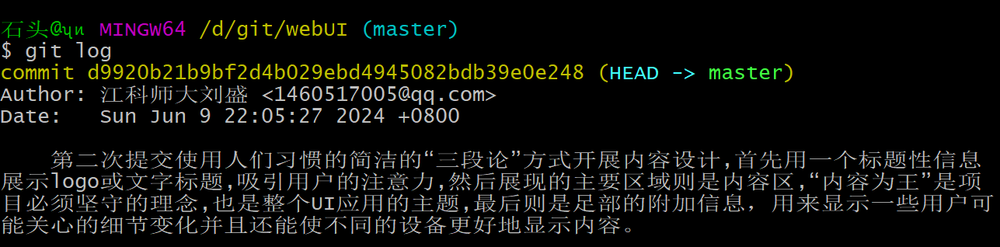 石头@ЧИ MINGW64 /d/git/webUI (master)
$ git log
commit d9920b21b9bf2d4b029ebd4945082bdb39e0e248 (HEAD -> master)
Author: 江科师大刘盛 <1460517005@qq.com>
Date:   Sun Jun 9 22:05:27 2024 +0800
第二次提交使用人们习惯的简洁的“三段论”方式开展内容设计,首先用一个标题性信息
展示logo或文字标题,吸引用户的注意力,然后展现的主要区域则是内容区,“内容为王”是项
目必须坚守的理念,也是整个UI应用的主题,最后则是足部的附加信息，用来显示一些用户可
能关心的细节变化并且还能使不同的设备更好地显示内容。